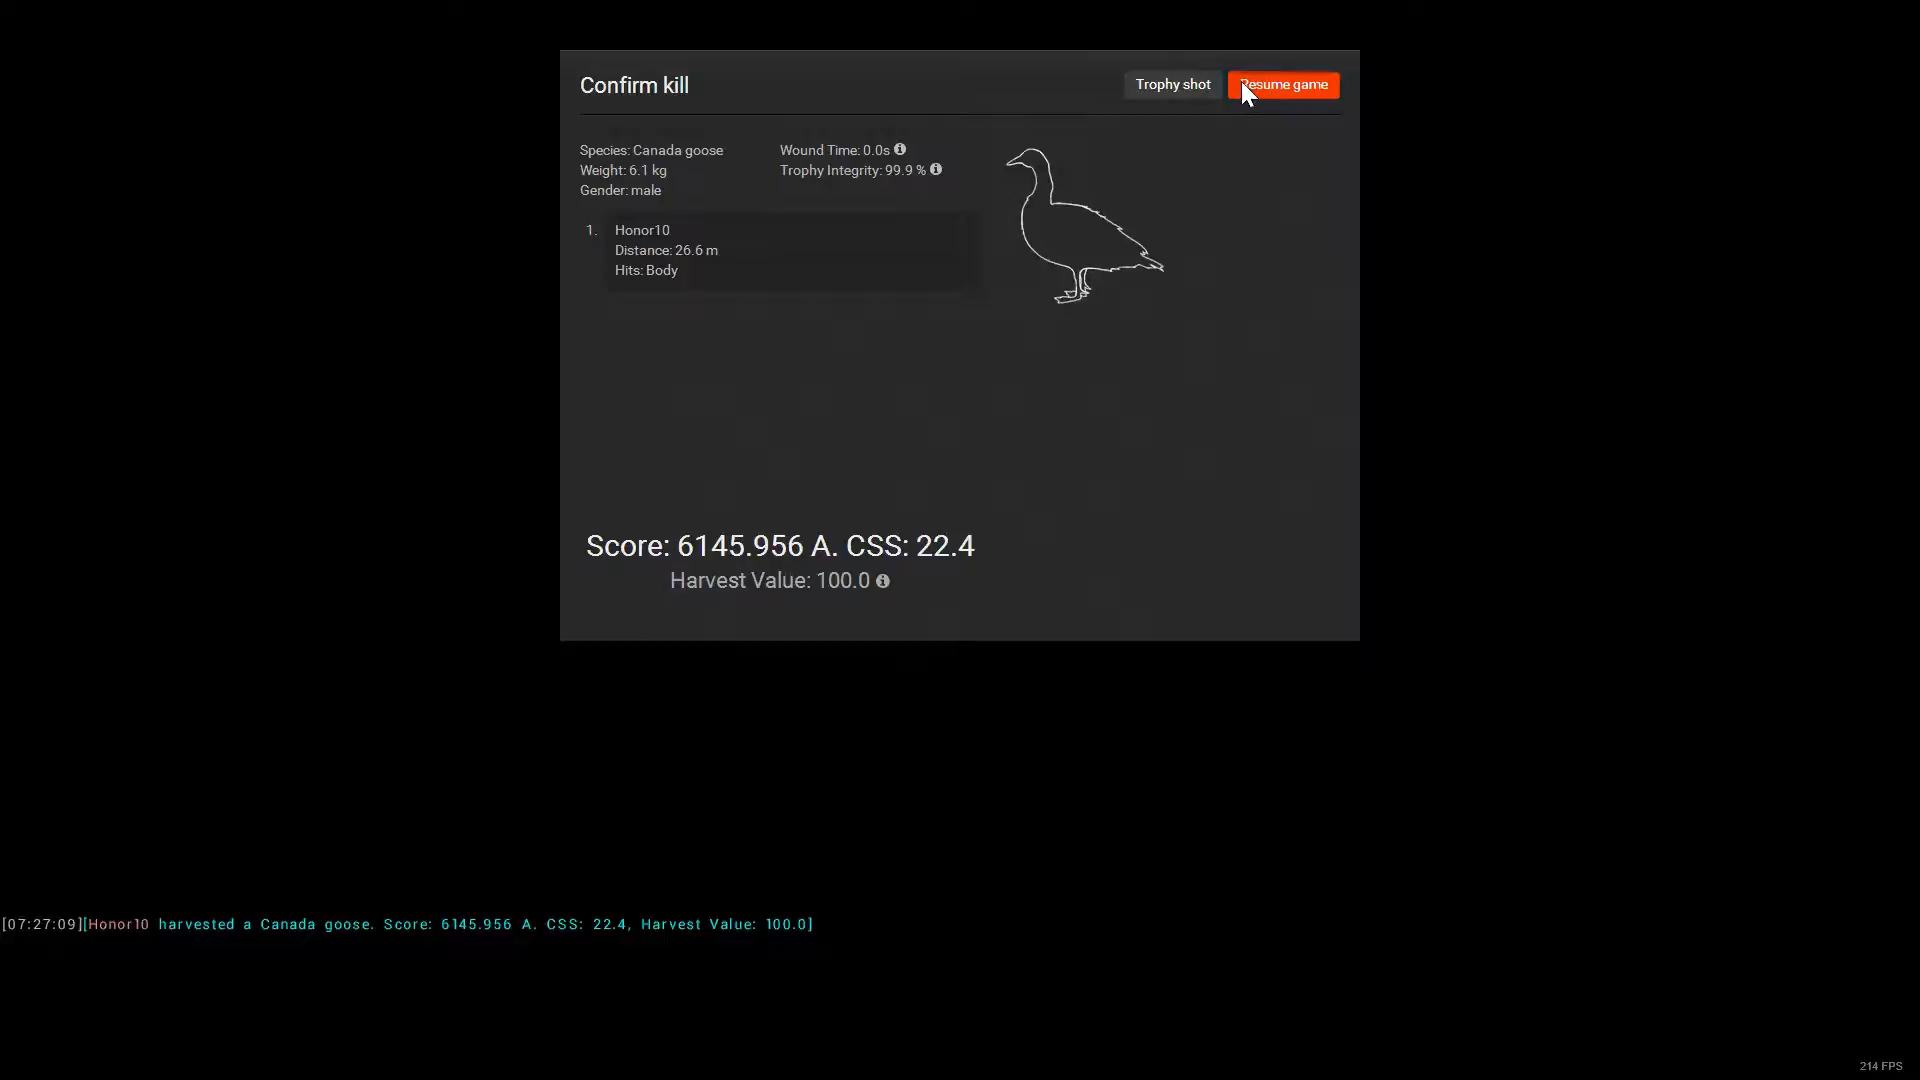 Confirm kill
Trophy shot
Resume game
Species: Canada goose
Weight: 6.1 kg
Gender: male
Wound Time: 0.0s
Trophy Integrity: 99.9 %
1.
Honor10
Distance: 26.6 m
Hits: Body
Score: 6145.956 A. CSS: 22.4
Harvest Value: 100.0
[07:27:09][Honor10 harvested a Canada goose. Score: 6145.956 A. CSS: 22.4, Harvest Value: 100.0]
214 FPS